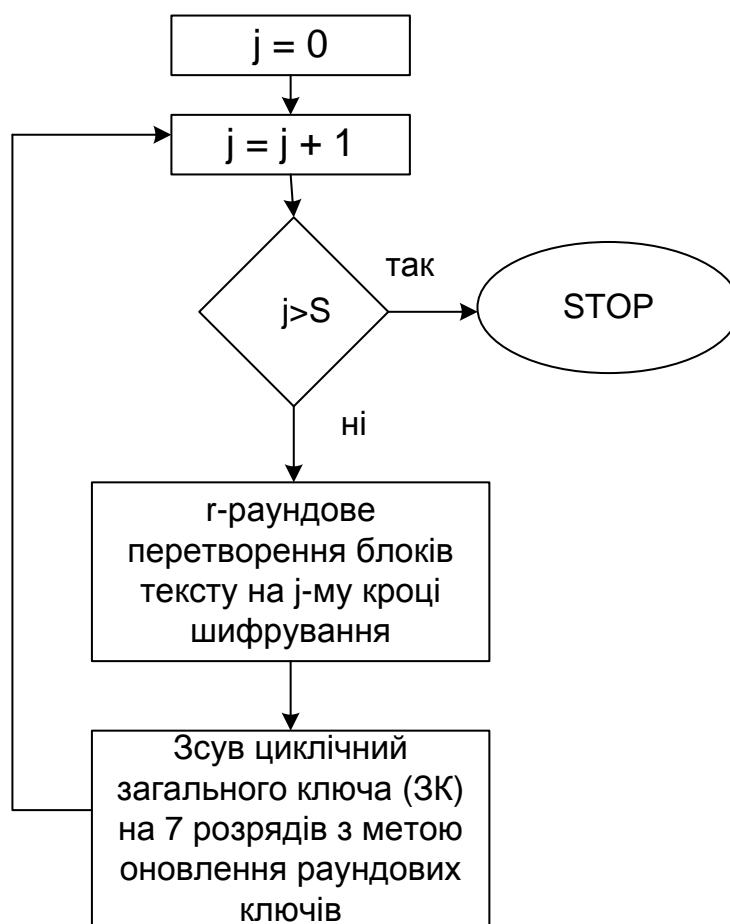 j = 0
j = j + 1
j>S
так
STOP
ні
r-раундове
перетворення блоків
тексту на j-му кроці
шифрування
Зсув циклічний
загального ключа (ЗК)
на 7 розрядів з метою
оновлення раундових
ключів